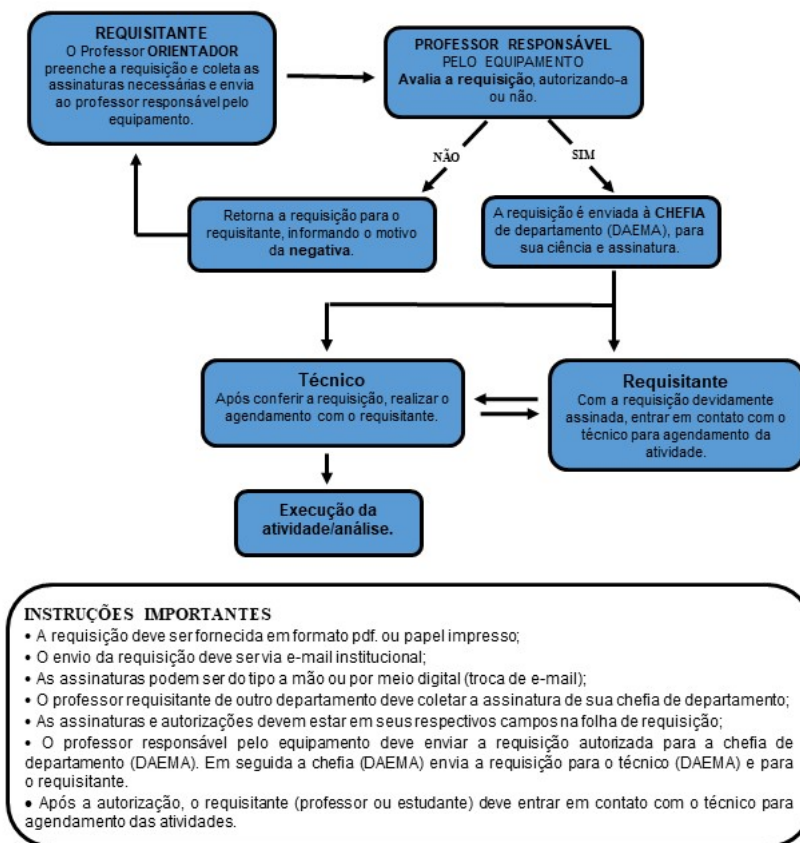 REQUISITANTE
O Professor ORIENTADOR
preenche a requisição e coleta as
assinaturas necessárias e envia
ao professor responsável pelo
equipamento.
PROFESSOR RESPONSÁVEL
PELO EQUIPAMENTO
Avalia a requisição, autorizando-a
ou não.
NÃO
SIM
Retorna a requisição para o
requisitante, informando o motivo
da negativa.
A requisição é enviada à CHEFIA
de departamento (DAEMA), para
sua ciência e assinatura.
Técnico
Após conferir a requisição, realizar o
agendamento com o requisitante.
Requisitante
Com a requisição devidamente
assinada, entrar em contato com o
técnico para agendamento da
atividade.
Execução da
atividade/análise.
INSTRUÇÕES IMPORTANTES
• A requisição deve ser fornecida em formato pdf. ou papel impresso;
• O envio da requisição deve ser via e-mail institucional;
• As assinaturas podem ser do tipo a mão ou por meio digital (troca de e-mail);
• O professor requisitante de outro departamento deve coletar a assinatura de sua chefia de departamento;
• As assinaturas e autorizações devem estar em seus respectivos campos na folha de requisição;
• O professor responsável pelo equipamento deve enviar a requisição autorizada para a chefia de
departamento (DAEMA). Em seguida a chefia (DAEMA) envia a requisição para o técnico (DAEMA) e para
o requisitante.
• Após a autorização, o requisitante (professor ou estudante) deve entrar em contato com o técnico para
agendamento das atividades.